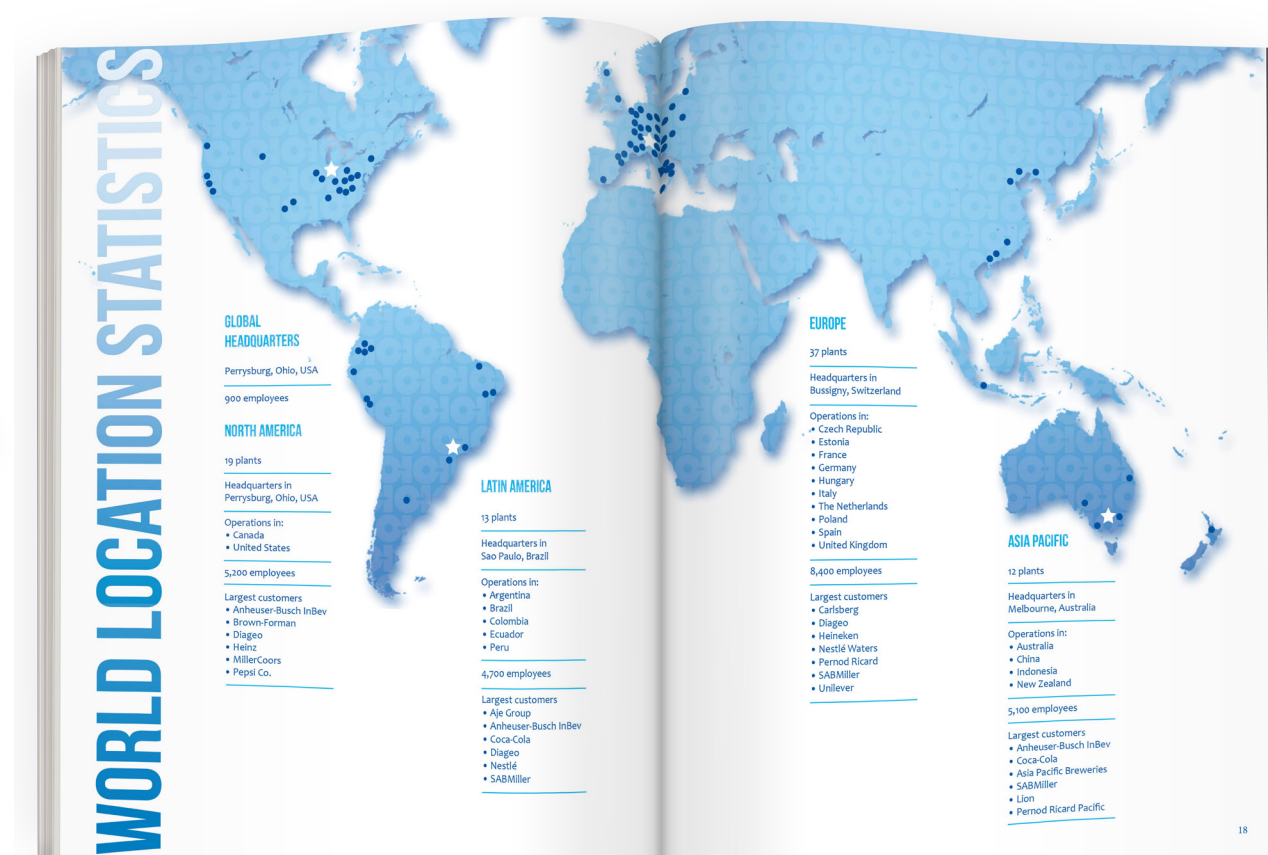 WORLD LOCATION STATISTICS
GLOBAL
HEADQUARTERS
Perrysburg, Ohio, USA
900 employees
NORTH AMERICA
19 plants
Headquarters in
Perrysburg, Ohio, USA
Operations in:
• Canada
• United States
5,200 employees
Largest customers
• Anheuser-Busch InBev
• Brown-Forman
• Diageo
• Heinz
• MillerCoors
• Pepsi Co.
LATIN AMERICA
13 plants
Headquarters in
Sao Paulo, Brazil
Operations in:
• Argentina
• Brazil
• Colombia
• Ecuador
• Peru
4,700 employees
Largest customers
• Aje Group
• Anheuser-Busch InBev
• Coca-Cola
• Diageo
• Nestlé
• SABMiller
EUROPE
37 plants
Headquarters in
Bussigny, Switzerland
Operations in:
• Czech Republic
• Estonia
• France
• Germany
• Hungary
• Italy
• The Netherlands
• Poland
• Spain
• United Kingdom
8,400 employees
Largest customers
• Carlsberg
• Diageo
• Heineken
• Nestlé Waters
• Pernod Ricard
• SABMiller
• Unilever
ASIA PACIFIC
12 plants
Headquarters in
Melbourne, Australia
Operations in:
• Australia
• China
• Indonesia
• New Zealand
5,100 employees
Largest customers
• Anheuser-Busch InBev
• Coca-Cola
• Asia Pacific Breweries
• SABMiller
• Lion
• Pernod Ricard Pacific
18